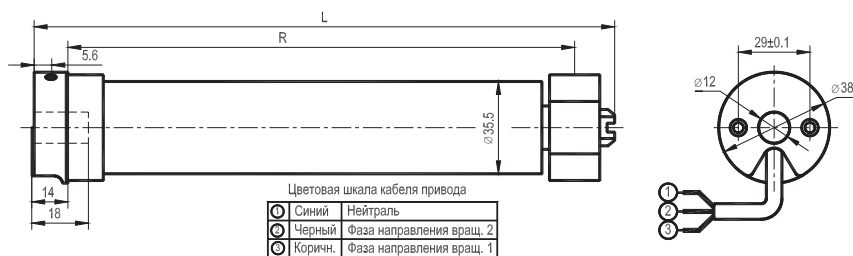 L
R
5.6
29±0.1
⌀12
⌀38
⌀35.5
14
18
Цветовая шкала кабеля привода
① Синий Нейтраль
② Черный Фаза направления вращ. 2
③ Коричн. Фаза направления вращ. 1
①
②
③